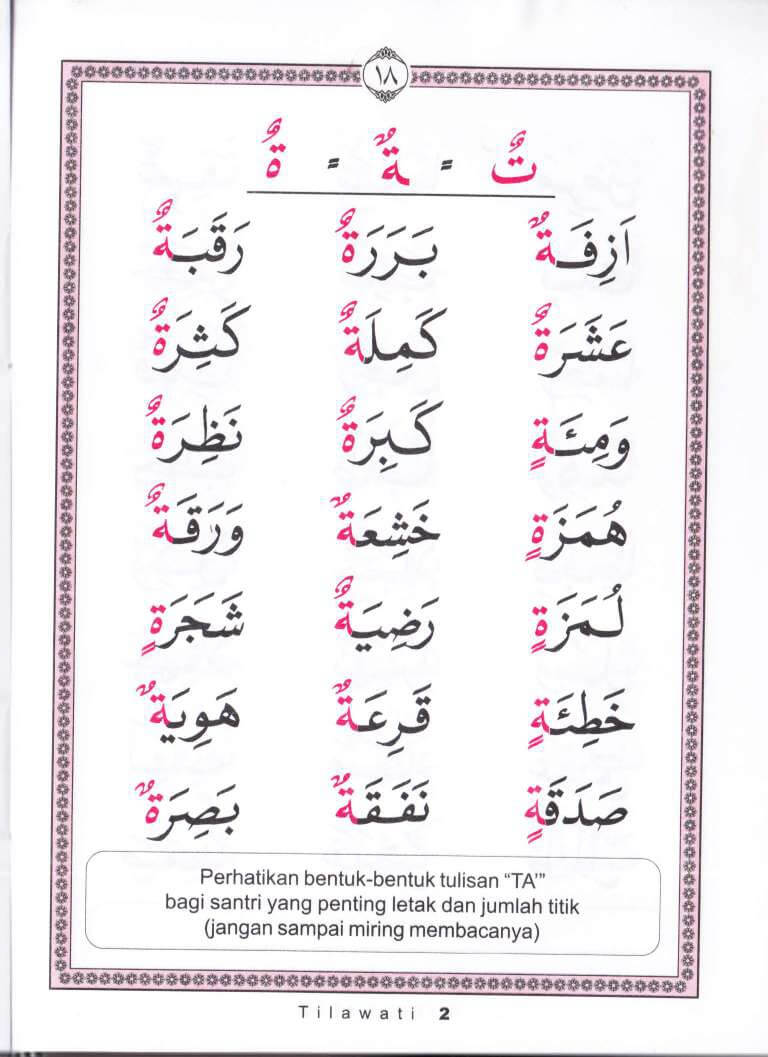 ١٨
تٌ = ـةٌ = ةٌ
اَزِفَةٌ بَرَرَةٌ رَقَبَةٌ
عَشَرَةٌ كَمِلَةٌ كَثِرَةٌ
وَمِئَةٍ كَبِرَةٌ نَظِرَةٌ
هُمَزَةٍ خَشِعَةٌ وَرَقَةٌ
لُمَزَةٍ رَضِيَةٌ شَجَرَةٍ
خَطِئَةٍ قَرِعَةٌ هَوِيَةٌ
صَدَقَةٍ نَفَقَةٌ بَصِرَةٌ
Perhatikan bentuk-bentuk tulisan “TA’”
bagi santri yang penting letak dan jumlah titik
(jangan sampai miring membacanya)
Tilawati 2